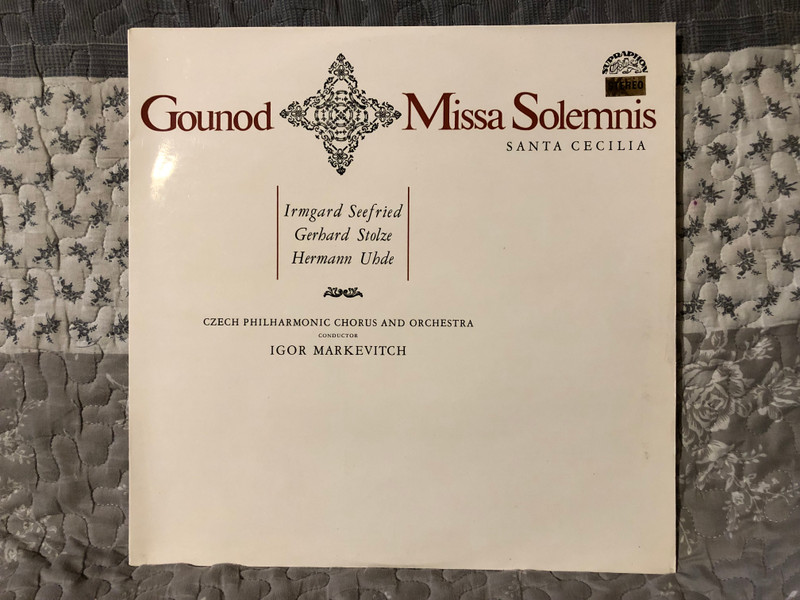 SUPRAPHON
STEREO
Gounod Missa Solemnis
SANTA CECILIA
Irmgard Seefried
Gerhard Stolze
Hermann Uhde
CZECH PHILHARMONIC CHORUS AND ORCHESTRA
CONDUCTOR
IGOR MARKEVITCH